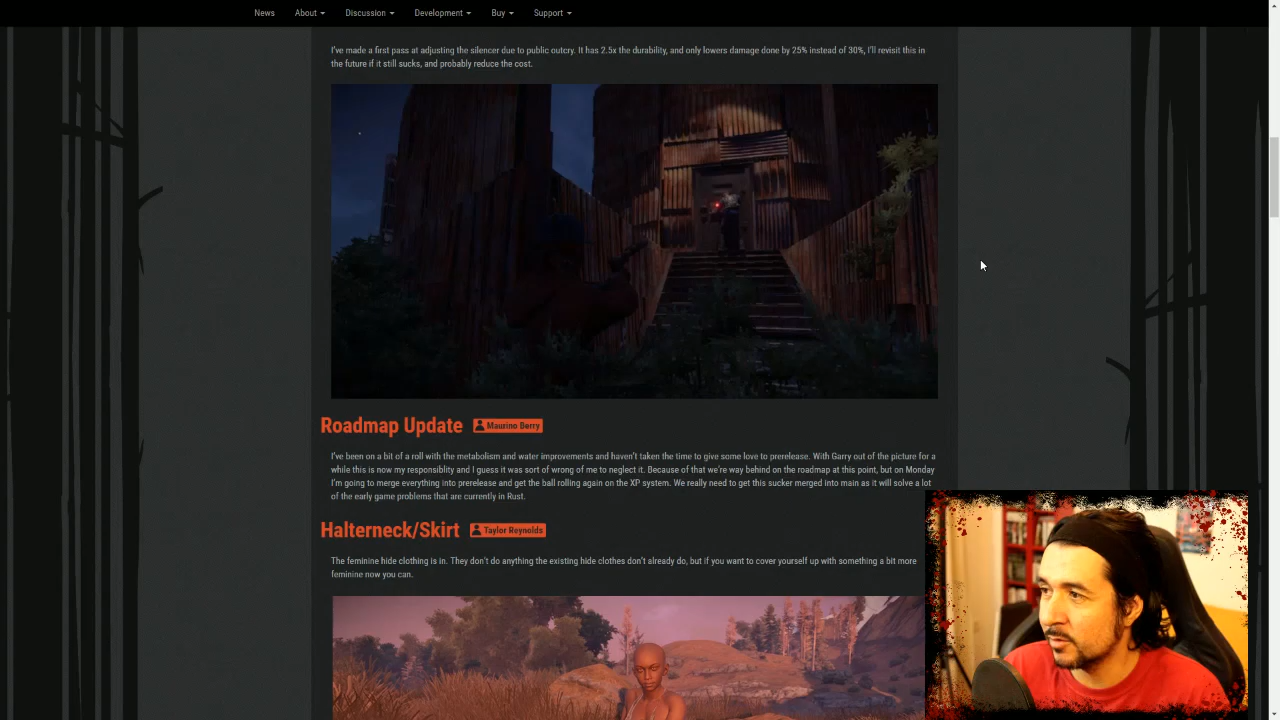 News About Discussion Development Buy Support
I've made a first pass at adjusting the silencer due to public outcry. It has 2.5x the durability, and only lowers damage done by 25% instead of 30%, I'll revisit this in
the future if it still sucks, and probably reduce the cost.
Roadmap Update Maurino Berry
I've been on a bit of a roll with the metabolism and water improvements and haven't taken the time to give some love to prerelease. With Garry out of the picture for a
while this is now my responsiblity and I guess it was sort of wrong of me to neglect it. Because of that we're way behind on the roadmap at this point, but on Monday
I'm going to merge everything into prerelease and get the ball rolling again on the XP system. We really need to get this sucker merged into main as it will solve a lot
of the early game problems that are currently in Rust.
Halterneck/Skirt Taylor Reynolds
The feminine hide clothing is in. They don't do anything the existing hide clothes don't already do, but if you want to cover yourself up with something a bit more
feminine now you can.